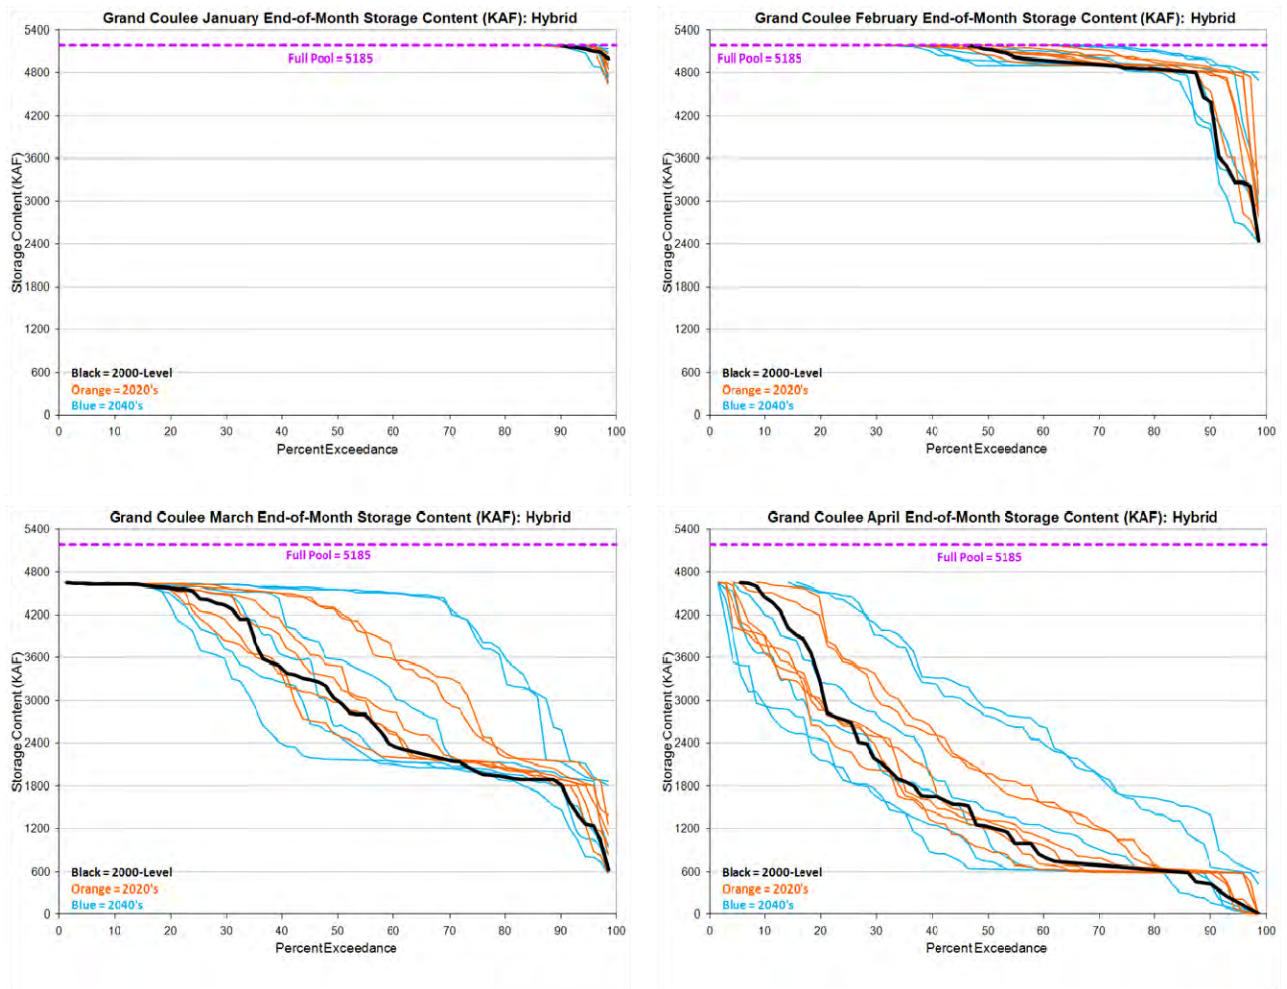 Grand Coulee January End-of-Month Storage Content (KAF): Hybrid
5400
4800
4200
3600
3000
2400
1800
1200
600
0
Storage Content (KAF)
Full Pool = 5185
Black = 2000-Level
Orange = 2020's
Blue = 2040's
0 10 20 30 40 50 60 70 80 90 100
Percent Exceedance
Grand Coulee February End-of-Month Storage Content (KAF): Hybrid
5400
4800
4200
3600
3000
2400
1800
1200
600
0
Storage Content (KAF)
Full Pool = 5185
Black = 2000-Level
Orange = 2020's
Blue = 2040's
0 10 20 30 40 50 60 70 80 90 100
Percent Exceedance
Grand Coulee March End-of-Month Storage Content (KAF): Hybrid
5400
4800
4200
3600
3000
2400
1800
1200
600
0
Storage Content (KAF)
Full Pool = 5185
Black = 2000-Level
Orange = 2020's
Blue = 2040's
0 10 20 30 40 50 60 70 80 90 100
Percent Exceedance
Grand Coulee April End-of-Month Storage Content (KAF): Hybrid
5400
4800
4200
3600
3000
2400
1800
1200
600
0
Storage Content (KAF)
Full Pool = 5185
Black = 2000-Level
Orange = 2020's
Blue = 2040's
0 10 20 30 40 50 60 70 80 90 100
Percent Exceedance